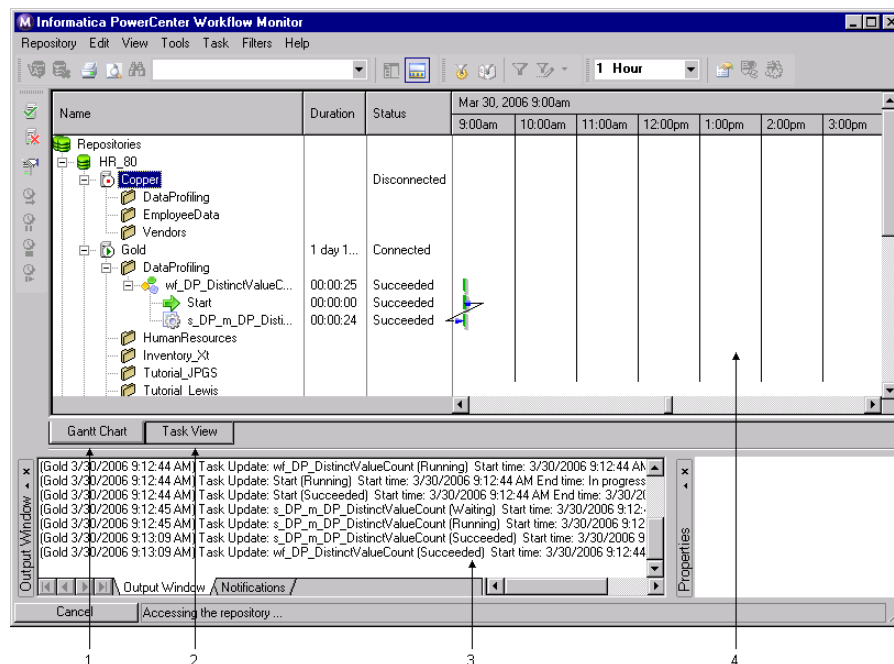 Informatica PowerCenter Workflow Monitor
Repository Edit View Tools Task Filters Help
1 Hour
Name Duration Status Mar 30, 2006 9:00am
9:00am 10:00am 11:00am 12:00pm 1:00pm 2:00pm 3:00pm
Repositories
HR_80
Copper Disconnected
DataProfiling
EmployeeData
Vendors
Gold 1 day 1... Connected
DataProfiling
wf_DP_DistinctValueC... 00:00:25 Succeeded
Start 00:00:00 Succeeded
s_DP_m_DP_Disti... 00:00:24 Succeeded
HumanResources
Inventory_Xt
Tutorial_JPGS
Tutorial_Lewis
Gantt Chart Task View
(Gold 3/30/2006 9:12:44 AM) Task Update: wf_DP_DistinctValueCount (Running) Start time: 3/30/2006 9:12:44 AM
(Gold 3/30/2006 9:12:44 AM) Task Update: Start (Running) Start time: 3/30/2006 9:12:44 AM End time: In progress
(Gold 3/30/2006 9:12:44 AM) Task Update: Start (Succeeded) Start time: 3/30/2006 9:12:44 AM End time: 3/30/20
(Gold 3/30/2006 9:12:45 AM) Task Update: s_DP_m_DP_DistinctValueCount (Waiting) Start time: 3/30/2006 9:12:
(Gold 3/30/2006 9:12:45 AM) Task Update: s_DP_m_DP_DistinctValueCount (Running) Start time: 3/30/2006 9:12
(Gold 3/30/2006 9:13:09 AM) Task Update: s_DP_m_DP_DistinctValueCount (Succeeded) Start time: 3/30/2006 9
(Gold 3/30/2006 9:13:09 AM) Task Update: wf_DP_DistinctValueCount (Succeeded) Start time: 3/30/2006 9:12:44
Output Window
Properties
Output Window Notifications
Cancel Accessing the repository ...
1 2 3 4